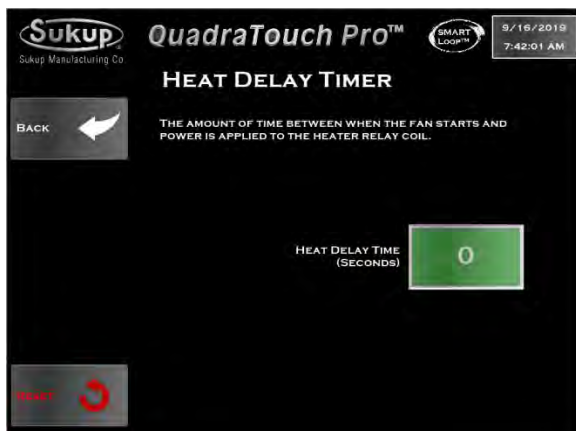 Sukup
Sukup Manufacturing Co.
QuadraTouch Pro™
SMART
LOOP™
9/16/2019
7:42:01 AM
HEAT DELAY TIMER
BACK
THE AMOUNT OF TIME BETWEEN WHEN THE FAN STARTS AND
POWER IS APPLIED TO THE HEATER RELAY COIL.
HEAT DELAY TIME
(SECONDS)
0
RESET